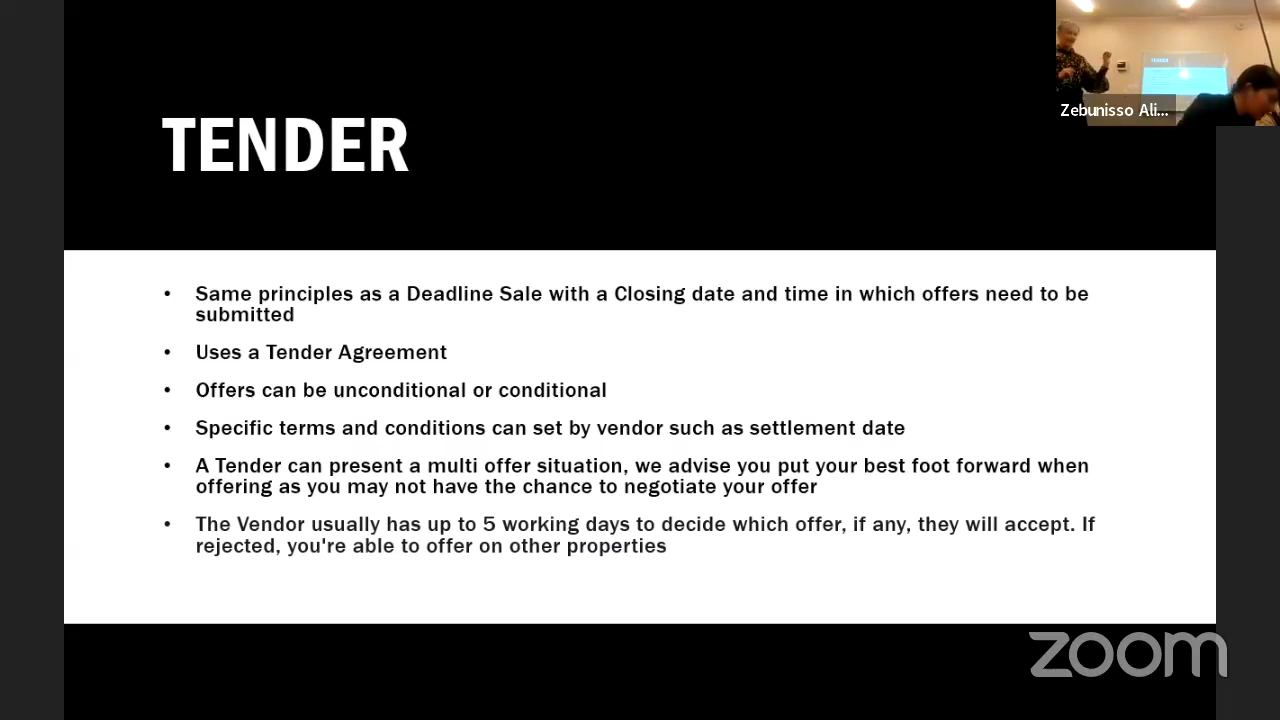 TENDER
• Same principles as a Deadline Sale with a Closing date and time in which offers need to be
submitted
• Uses a Tender Agreement
• Offers can be unconditional or conditional
• Specific terms and conditions can set by vendor such as settlement date
• A Tender can present a multi offer situation, we advise you put your best foot forward when
offering as you may not have the chance to negotiate your offer
• The Vendor usually has up to 5 working days to decide which offer, if any, they will accept. If
rejected, you're able to offer on other properties
TENDER
Zebunisso Ali...
zoom